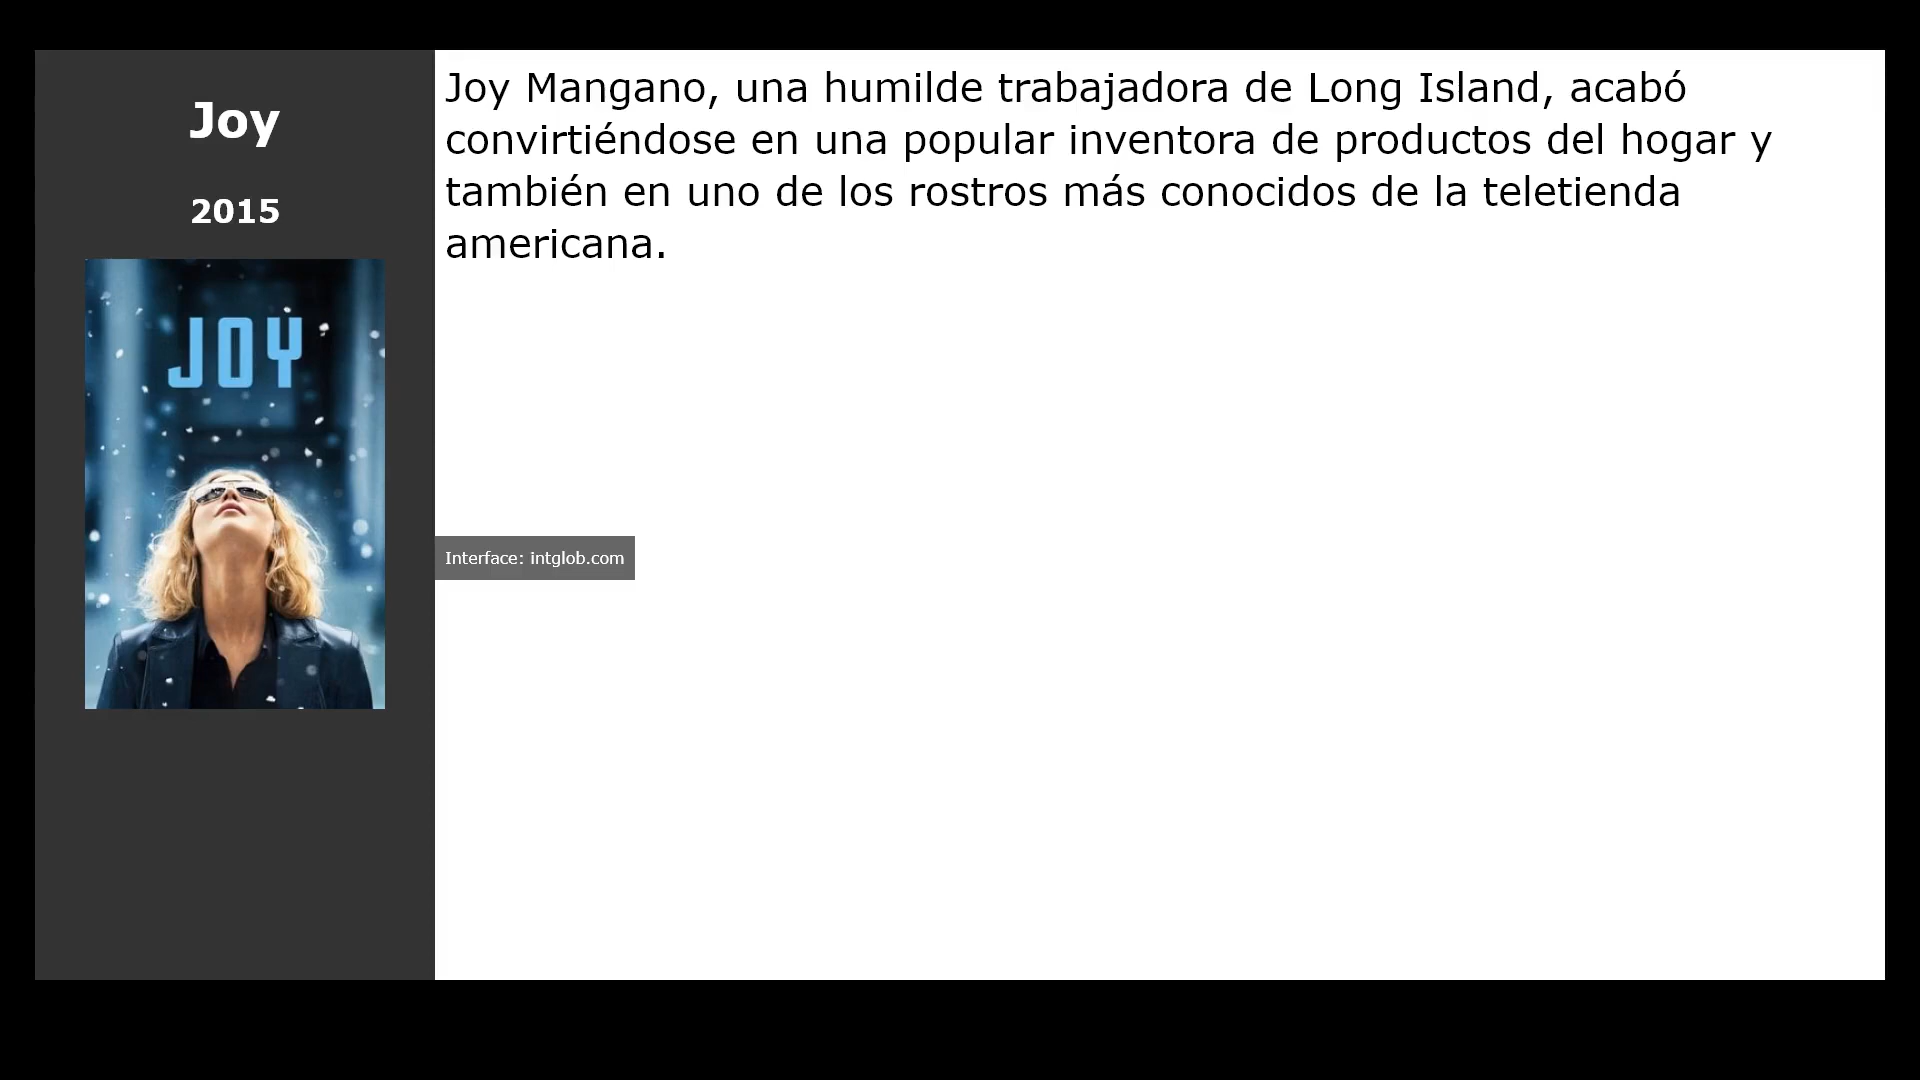 Joy
2015
JOY
Joy Mangano, una humilde trabajadora de Long Island, acabó
convirtiéndose en una popular inventora de productos del hogar y
también en uno de los rostros más conocidos de la teletienda
americana.
Interface: intglob.com